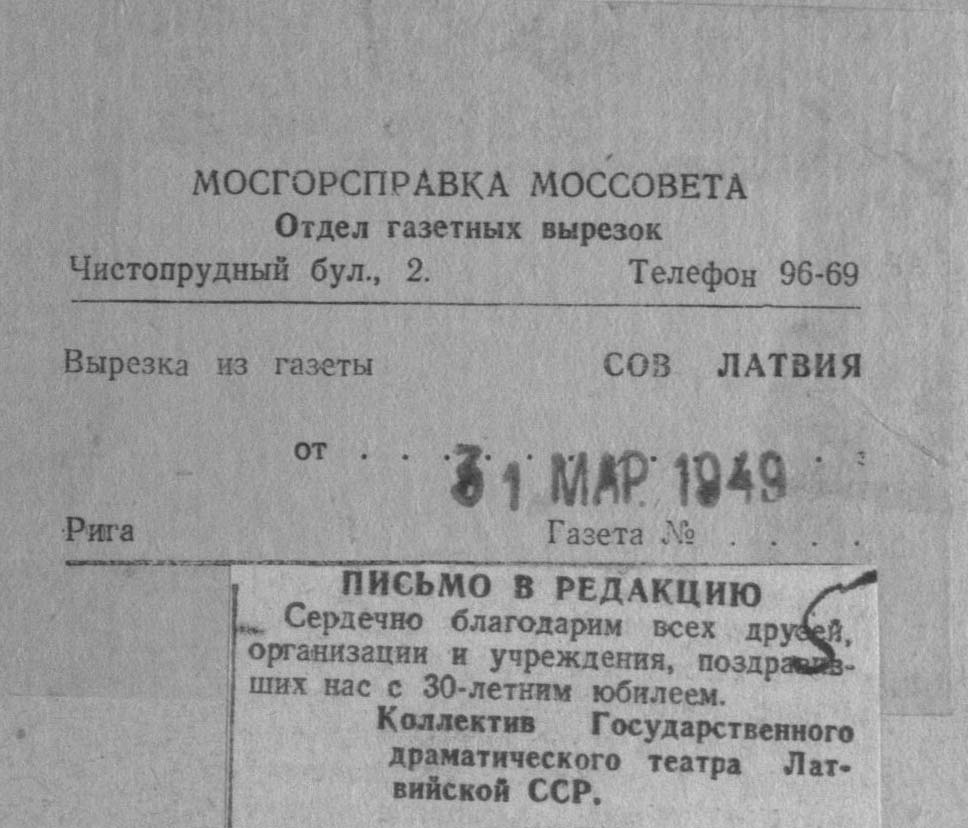 МОСГОРСПРАВКА МОССОВЕТА
Отдел газетных вырезок
Чистопрудный бул., 2. Телефон 96-69
Вырезка из газеты СОВ ЛАТВИЯ
от . . . . . . . . . . . 31 МАР. 1949
Рига Газета № . . . .
ПИСЬМО В РЕДАКЦИЮ
Сердечно благодарим всех друзей,
организации и учреждения, поздравив-
ших нас с 30-летним юбилеем.
Коллектив Государственного
драматического театра Лат-
вийской ССР.